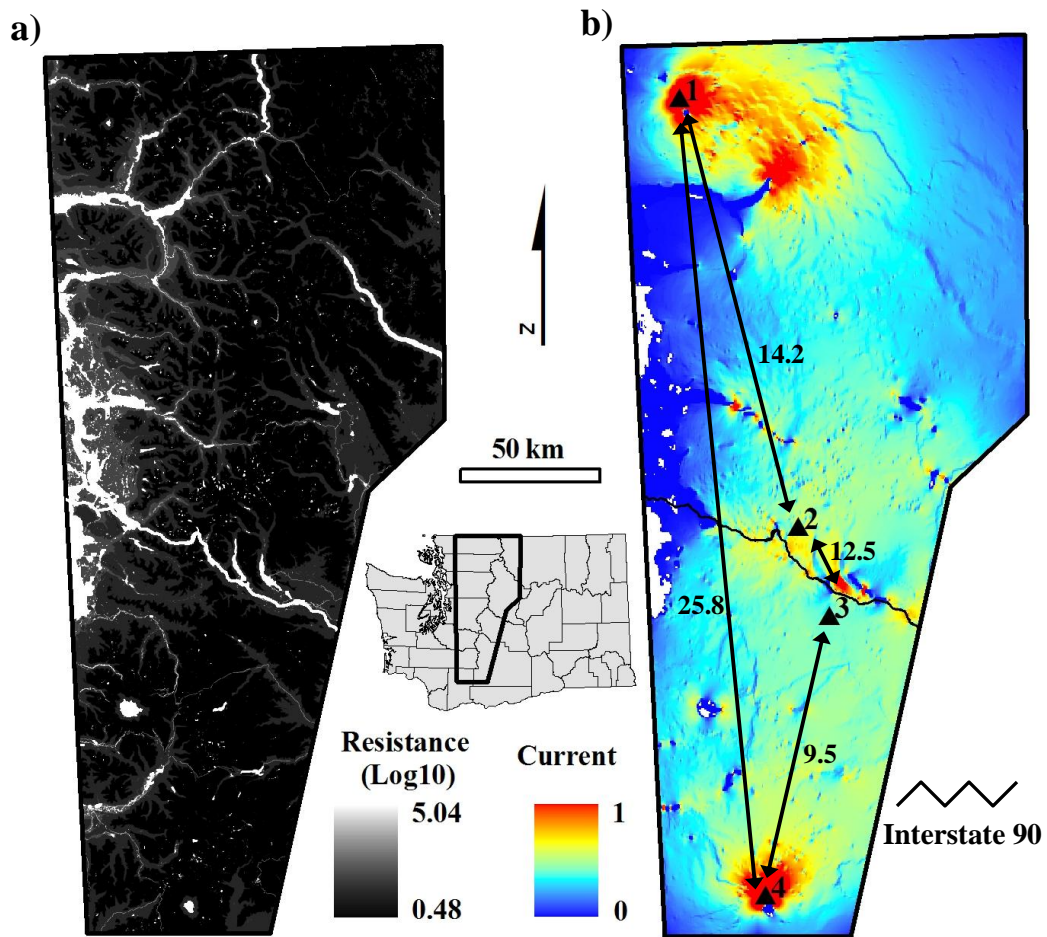 a)
b)
1
14.2
N
50 km
2
12.5
3
25.8
9.5
4
Resistance
(Log10)
5.04
0.48
Current
1
0
Interstate 90